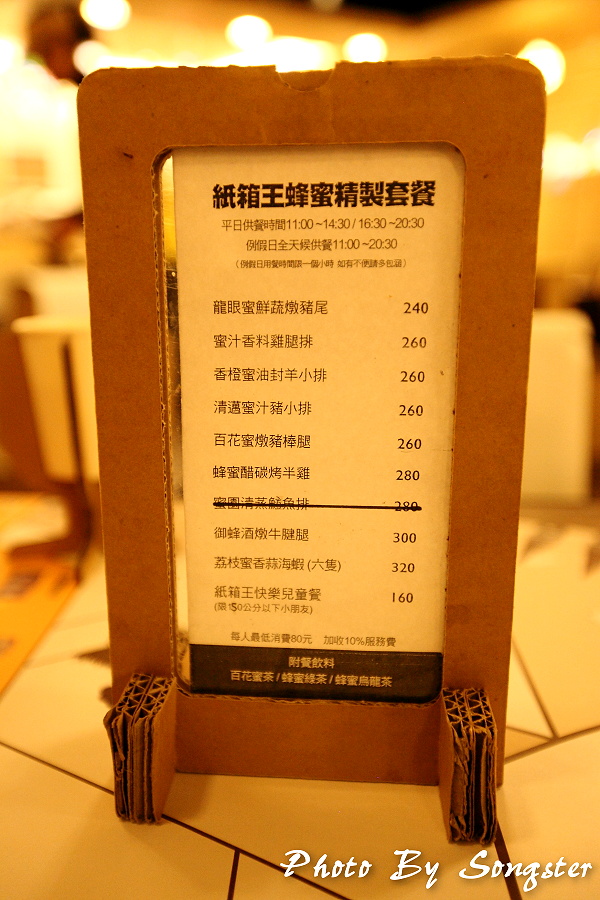 紙箱王蜂蜜精製套餐
平日供餐時間11:00~14:30 / 16:30~20:30
例假日全天候供餐11:00~20:30
(例假日用餐時間限一個小時 如有不便請多包涵)
龍眼蜜鮮蔬燉豬尾 240
蜜汁香料雞腿排 260
香橙蜜油封羊小排 260
清邁蜜汁豬小排 260
百花蜜燉豬棒腿 260
蜂蜜醋碳烤半雞 280
蜜園清蒸鯰魚排 280
御蜂酒燉牛腱腿 300
荔枝蜜香蒜海蝦(六隻) 320
紙箱王快樂兒童餐 160
(限150公分以下小朋友)
每人最低消費80元 加收10%服務費
附餐飲料
百花蜜茶 / 蜂蜜綠茶 / 蜂蜜烏龍茶
Photo By Songster